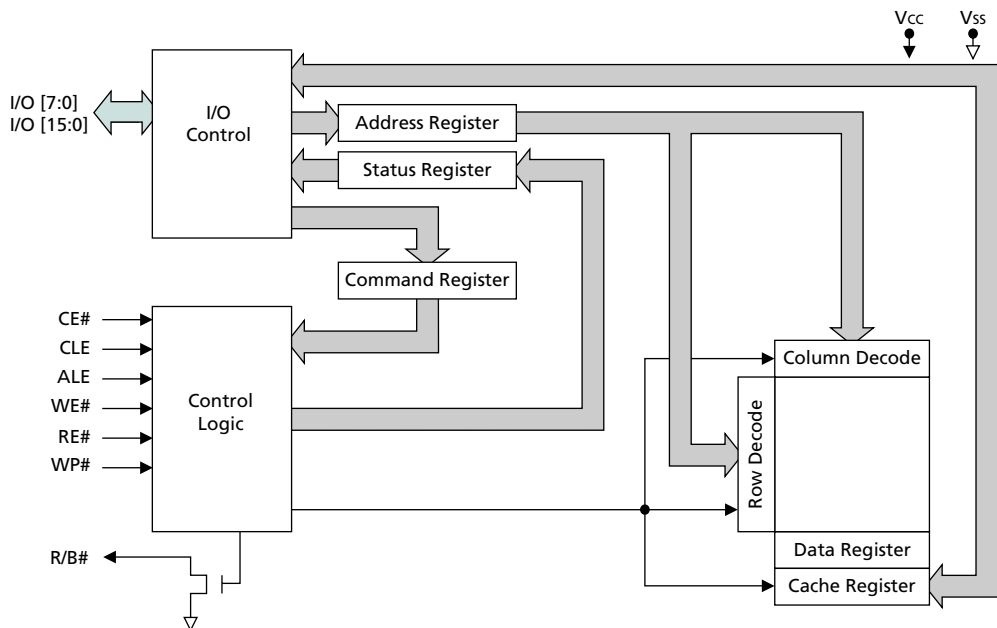 Vcc
Vss
I/O [7:0]
I/O [15:0]
I/O
Control
Address Register
Status Register
Command Register
CE#
CLE
ALE
WE#
RE#
WP#
Control
Logic
Column Decode
Row Decode
Data Register
Cache Register
R/B#